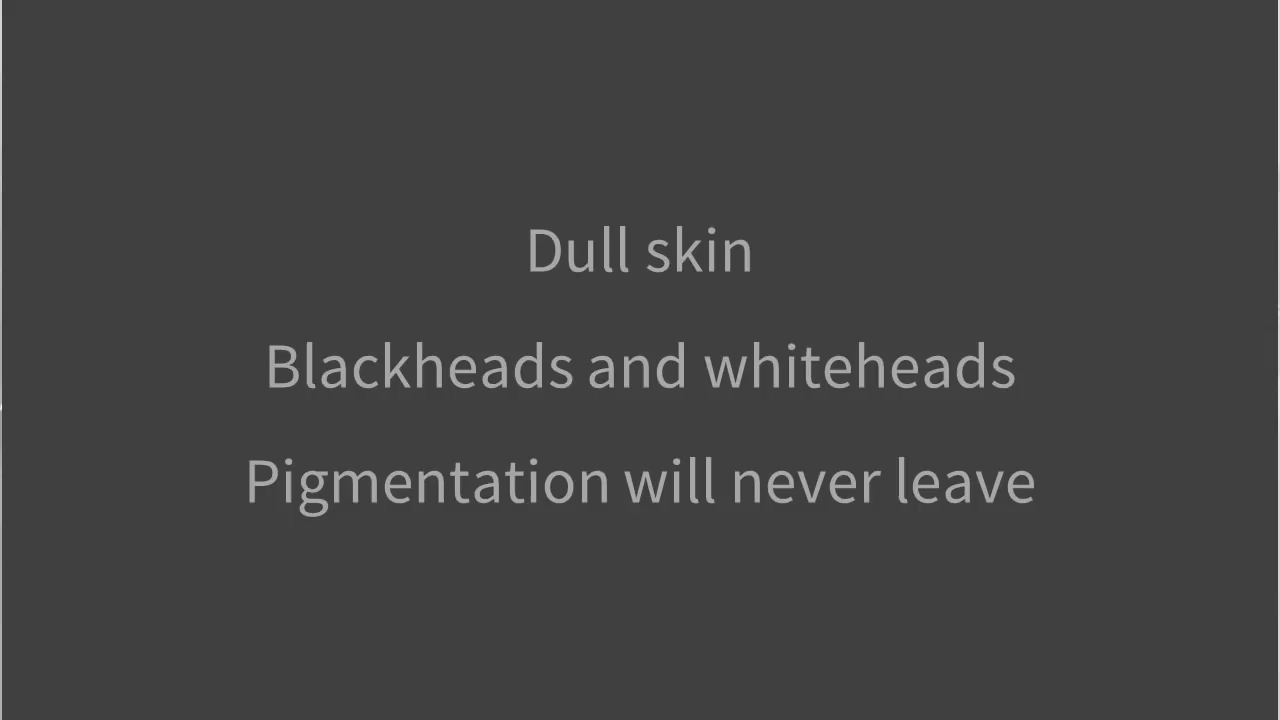 Dull skin
Blackheads and whiteheads
Pigmentation will never leave